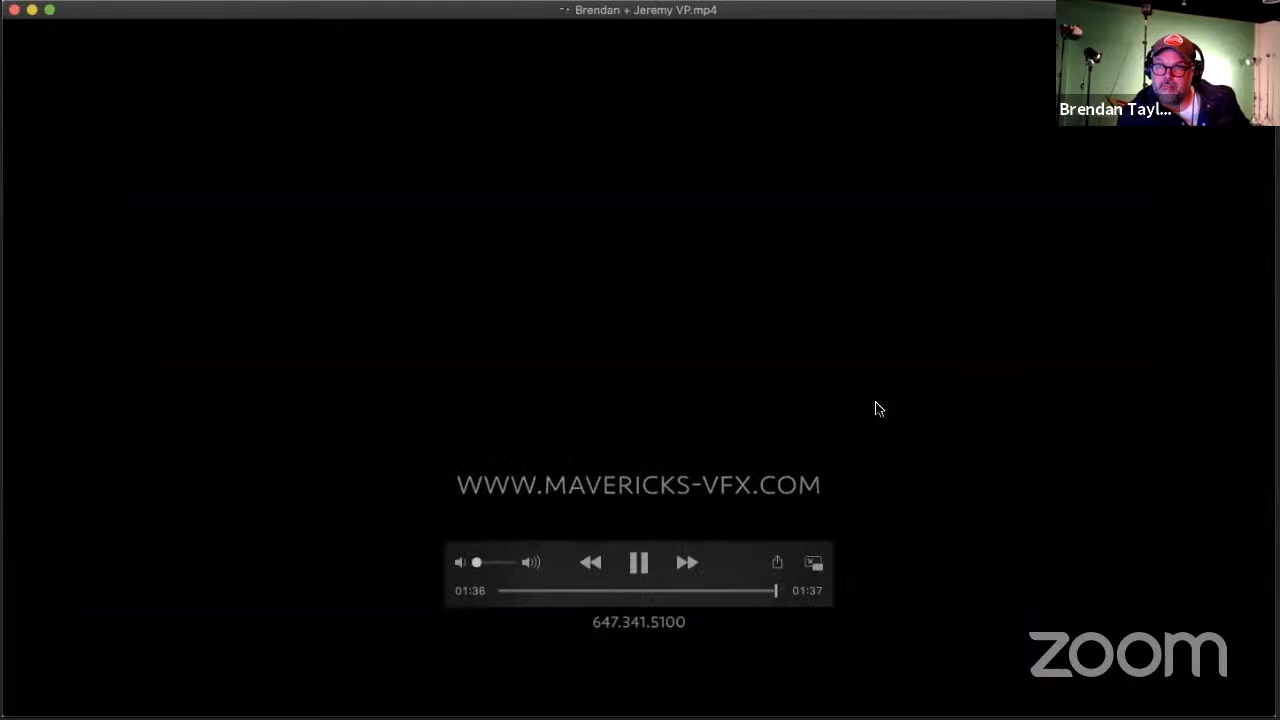 Brendan + Jeremy VP.mp4
Brendan Tayl...
WWW.MAVERICKS-VFX.COM
01:36
01:37
647.341.5100
zoom